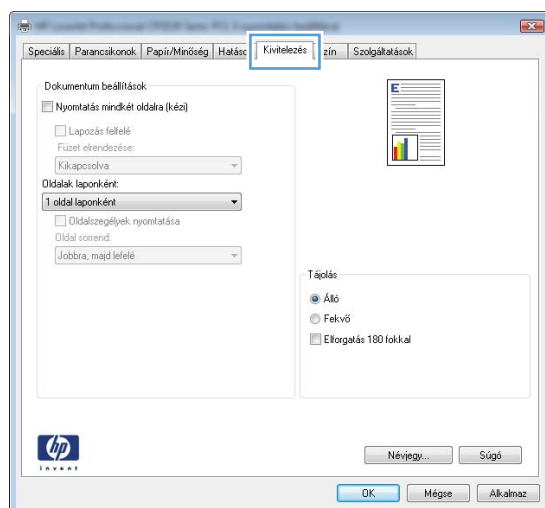 Speciális Parancsikonok Papír/Minőség Kivitelezés Szolgáltatások
Dokumentum beállítások
Nyomtatás mindkét oldalra (kézi)
Lapozás felfelé
Füzet elrendezése:
Kikapcsolva
Oldalak laponként:
1 oldal laponként
Oldalszegélyek nyomtatása
Oldal sorrend:
Jobbra, majd lefelé
E
Tájolás
Álló
Fekvő
Elforgatás 180 fokkal
hp
invent
Névjegy... Súgó
OK Mégse Alkalmaz